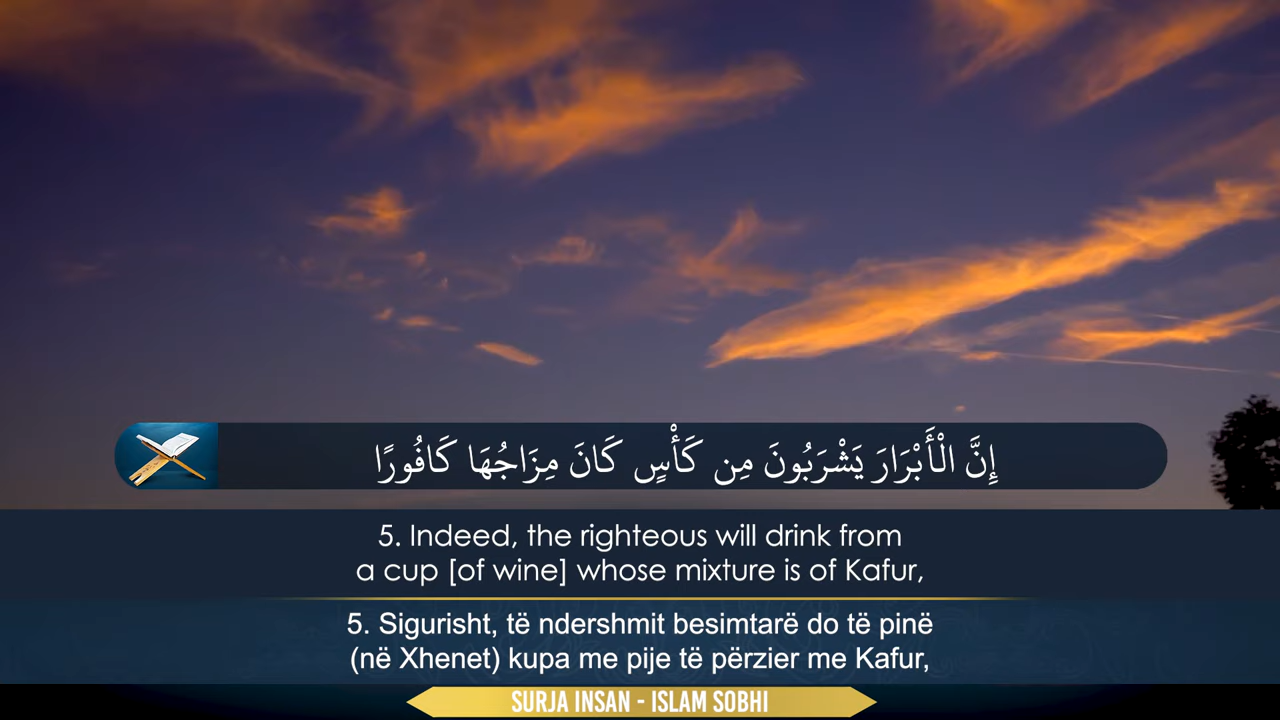 إِنَّ الْأَبْرَارَ يَشْرَبُونَ مِن كَأْسٍ كَانَ مِزَاجُهَا كَافُورًا
5. Indeed, the righteous will drink from
a cup [of wine] whose mixture is of Kafur,
5. Sigurisht, të ndershmit besimtarë do të pinë
(në Xhenet) kupa me pije të përzier me Kafur,
SURJA INSAN - ISLAM SOBHI